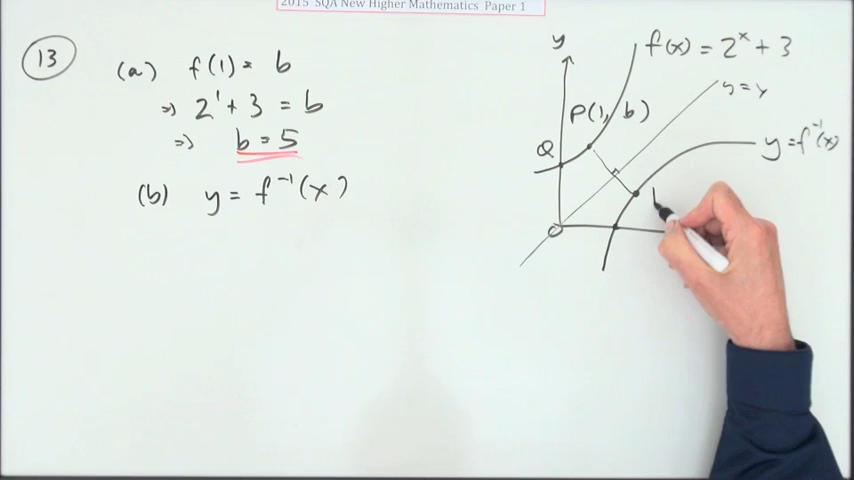 2015 SQA New Higher Mathematics Paper 1
13
(a) f(1) = b
⇒ 2¹ + 3 = b
⇒ b = 5
(b) y = f⁻¹(x)
y
f(x) = 2ˣ + 3
P(1, b)
Q
y = f⁻¹(x)
O